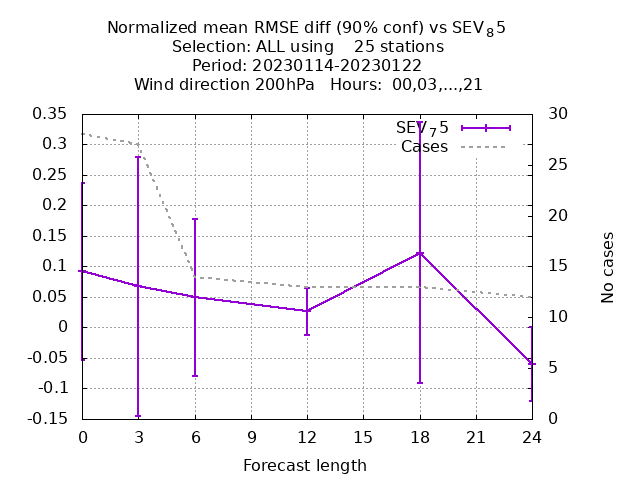 Normalized mean RMSE diff (90% conf) vs SEV₈5
Selection: ALL using    25 stations
Period: 20230114-20230122
Wind direction 200hPa   Hours:  00,03,...,21
0.35
0.3
0.25
0.2
0.15
0.1
0.05
0
-0.05
-0.1
-0.15
SEV₇5
Cases
30
25
20
15
10
5
0
No cases
0 3 6 9 12 15 18 21 24
Forecast length